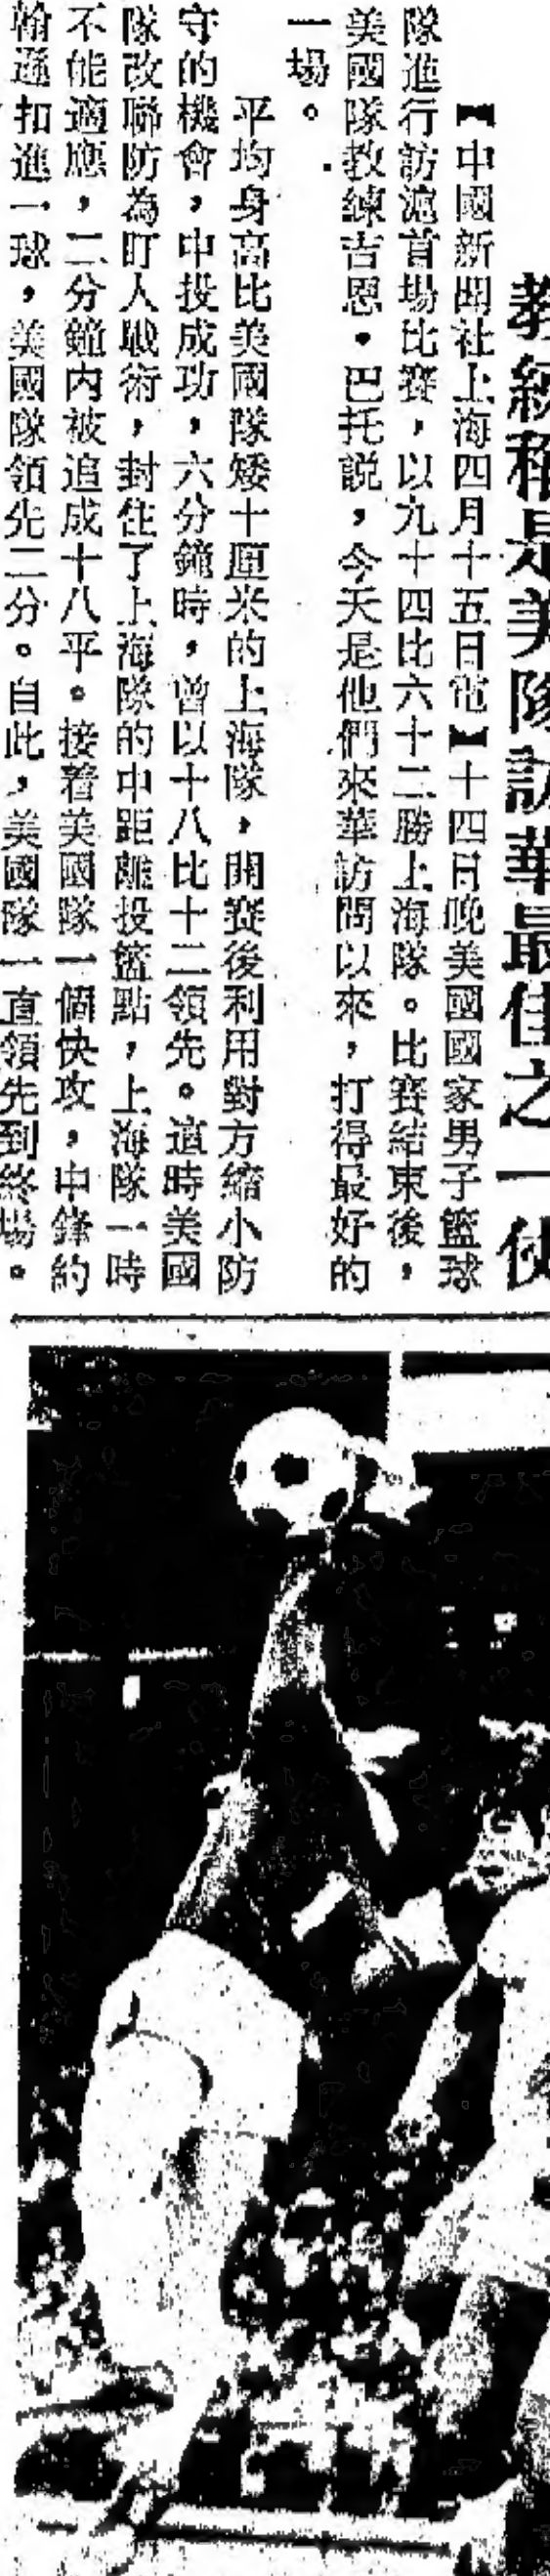 教練稱是美隊訪華最佳之一仗
【中國新聞社上海四月十五日電】十四日晚美國國家男子籃球
隊進行訪滬首場比賽，以九十四比六十二勝上海隊。比賽結束後，
美國隊教練吉恩·巴托説，今天是他們來華訪問以來，打得最好的
一場。
平均身高比美國隊矮十厘米的上海隊，開賽後利用對方縮小防
守的機會，中投成功，六分鐘時，曾以十八比十二領先。這時美國
隊改聯防為盯人戰術，封住了上海隊的中距離投籃點，上海隊一時
不能適應，二分鐘内被追成十八平。接着美國隊一個快攻，中鋒約
翰遜扣進一球，美國隊領先二分。自此，美國隊一直領先到終場。